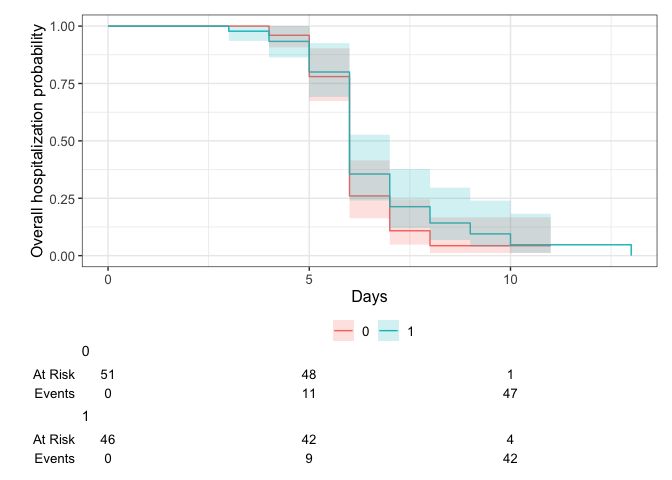 Overall hospitalization probability
1.00
0.75
0.50
0.25
0.00
0 5 10
Days
0 1
0
At Risk 51 48 1
Events 0 11 47
1
At Risk 46 42 4
Events 0 9 42